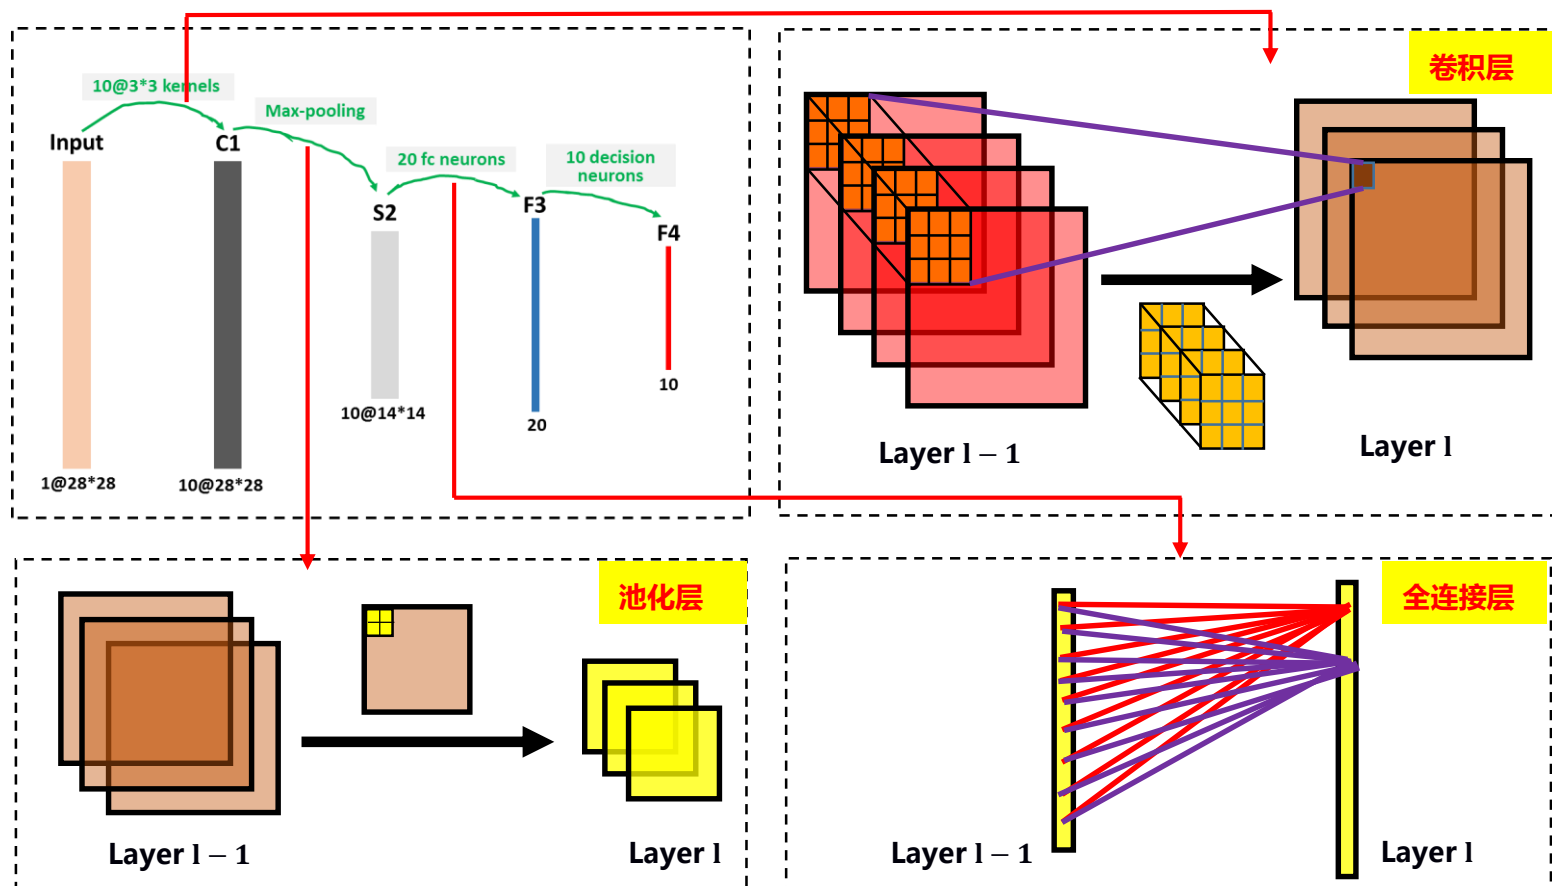 10@3*3 kernels
Max-pooling
Input
C1
20 fc neurons
10 decision
neurons
S2
F3
F4
10
10@14*14
20
1@28*28
10@28*28
卷积层
Layer l − 1
Layer l
池化层
Layer l − 1
Layer l
全连接层
Layer l − 1
Layer l